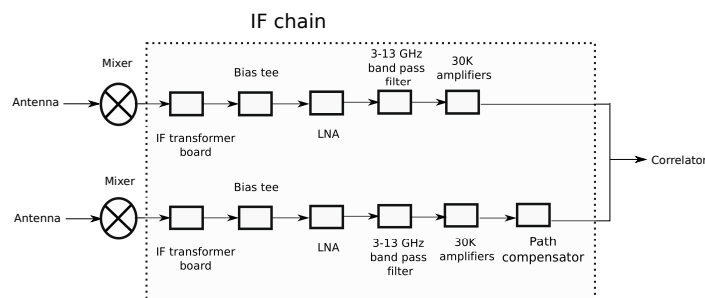 IF chain
Mixer
Bias tee
3-13 GHz
band pass
filter
30K
amplifiers
Antenna
IF transformer
board
LNA
Correlator
Mixer
Bias tee
Antenna
IF transformer
board
LNA
3-13 GHz
band pass
filter
30K
amplifiers
Path
compensator